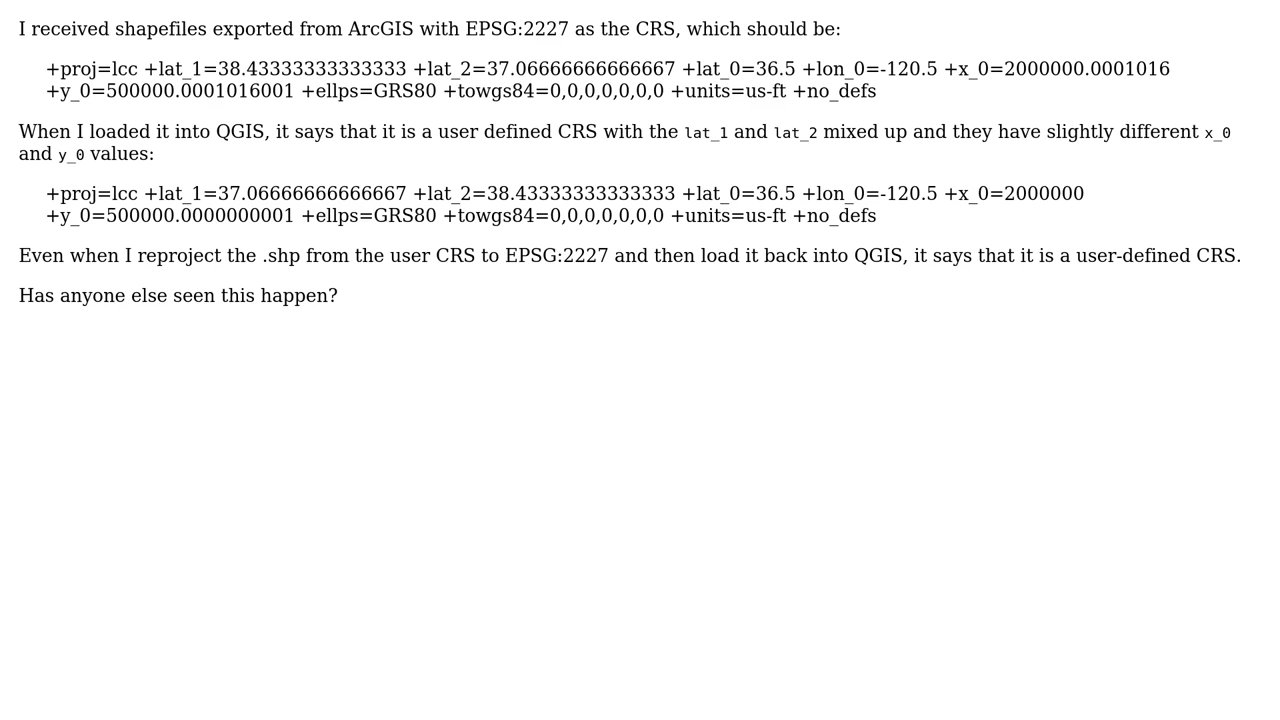 I received shapefiles exported from ArcGIS with EPSG:2227 as the CRS, which should be:
+proj=lcc +lat_1=38.43333333333333 +lat_2=37.06666666666667 +lat_0=36.5 +lon_0=-120.5 +x_0=2000000.0001016
+y_0=500000.0001016001 +ellps=GRS80 +towgs84=0,0,0,0,0,0,0 +units=us-ft +no_defs
When I loaded it into QGIS, it says that it is a user defined CRS with the lat_1 and lat_2 mixed up and they have slightly different x_0
and y_0 values:
+proj=lcc +lat_1=37.06666666666667 +lat_2=38.43333333333333 +lat_0=36.5 +lon_0=-120.5 +x_0=2000000
+y_0=500000.0000000001 +ellps=GRS80 +towgs84=0,0,0,0,0,0,0 +units=us-ft +no_defs
Even when I reproject the .shp from the user CRS to EPSG:2227 and then load it back into QGIS, it says that it is a user-defined CRS.
Has anyone else seen this happen?